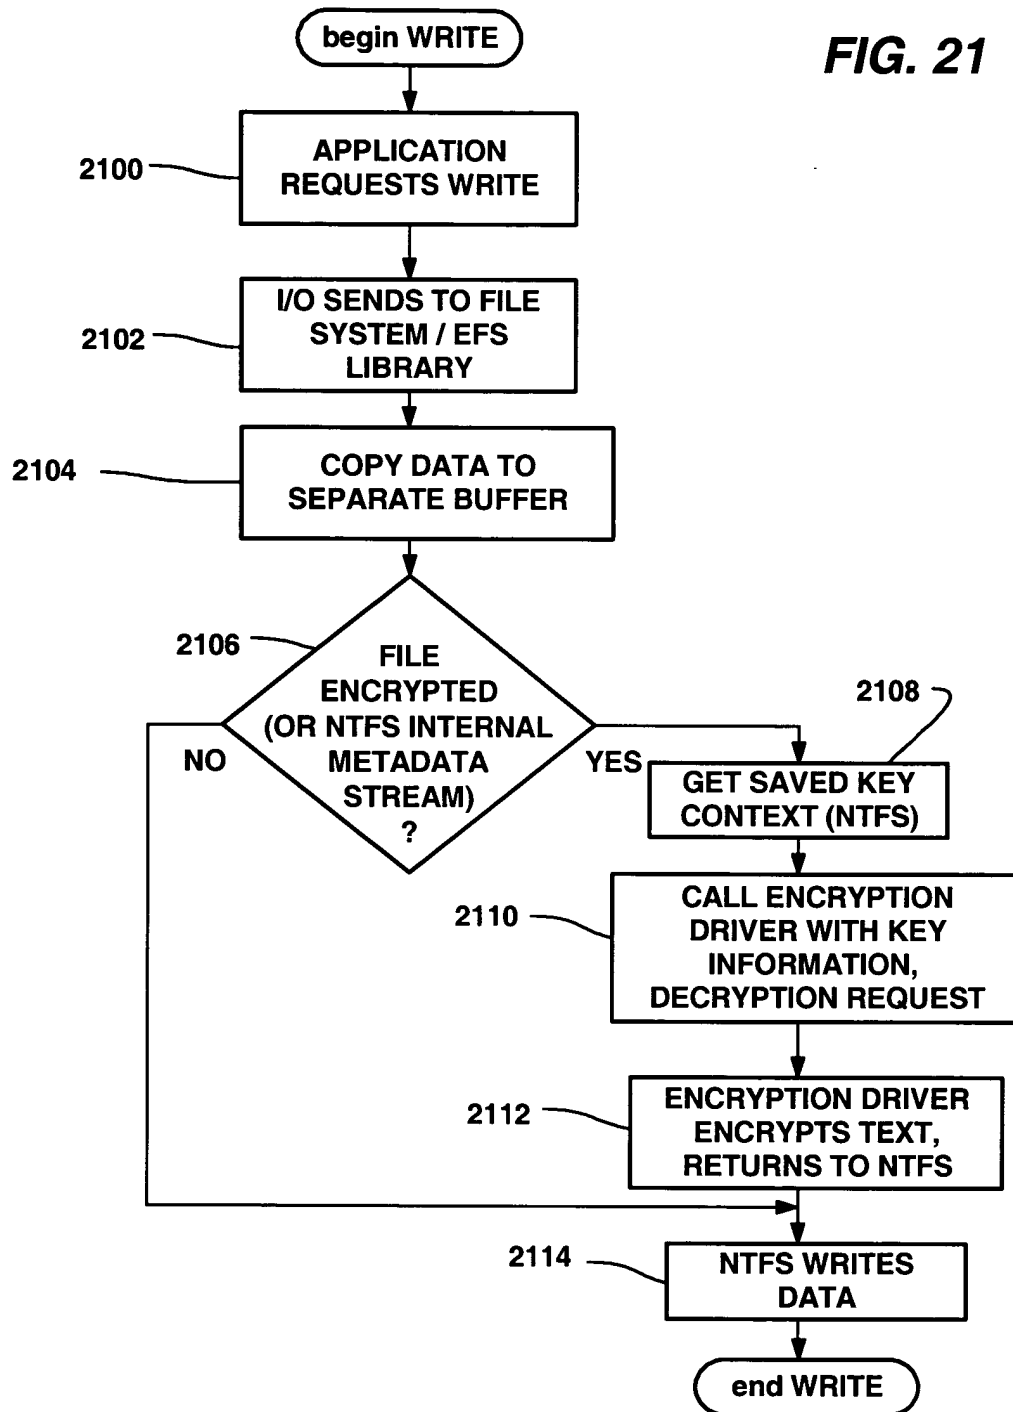 begin WRITE
FIG. 21
2100
APPLICATION
REQUESTS WRITE
2102
I/O SENDS TO FILE
SYSTEM / EFS
LIBRARY
2104
COPY DATA TO
SEPARATE BUFFER
2106
FILE
ENCRYPTED
(OR NTFS INTERNAL
METADATA
STREAM)
?
NO
YES
2108
GET SAVED KEY
CONTEXT (NTFS)
2110
CALL ENCRYPTION
DRIVER WITH KEY
INFORMATION,
DECRYPTION REQUEST
2112
ENCRYPTION DRIVER
ENCRYPTS TEXT,
RETURNS TO NTFS
2114
NTFS WRITES
DATA
end WRITE